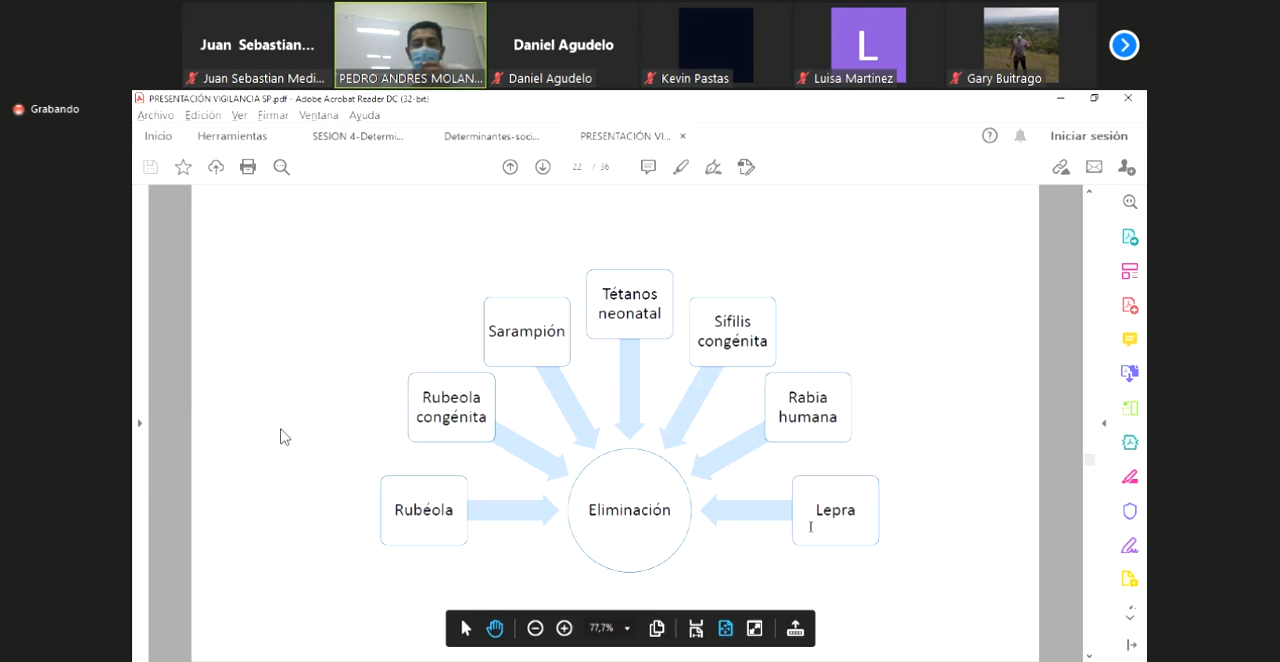 Juan Sebastian...
Daniel Agudelo
L
Juan Sebastian Medi...
PEDRO ANDRES MOLAN...
Daniel Agudelo
Kevin Pastas
Luisa Martinez
Gary Buitrago
Grabando
PRESENTACIÓN VIGILANCIA SP.pdf - Adobe Acrobat Reader DC (32-bit)
Archivo Edición Ver Firmar Ventana Ayuda
Inicio Herramientas SESION 4-Determi... Determinantes-soci... PRESENTACIÓN VI... Iniciar sesión
22 / 36
Tétanos
neonatal
Sarampión
Sífilis
congénita
Rubeola
congénita
Rabia
humana
Rubéola
Eliminación
Lepra
77,7%